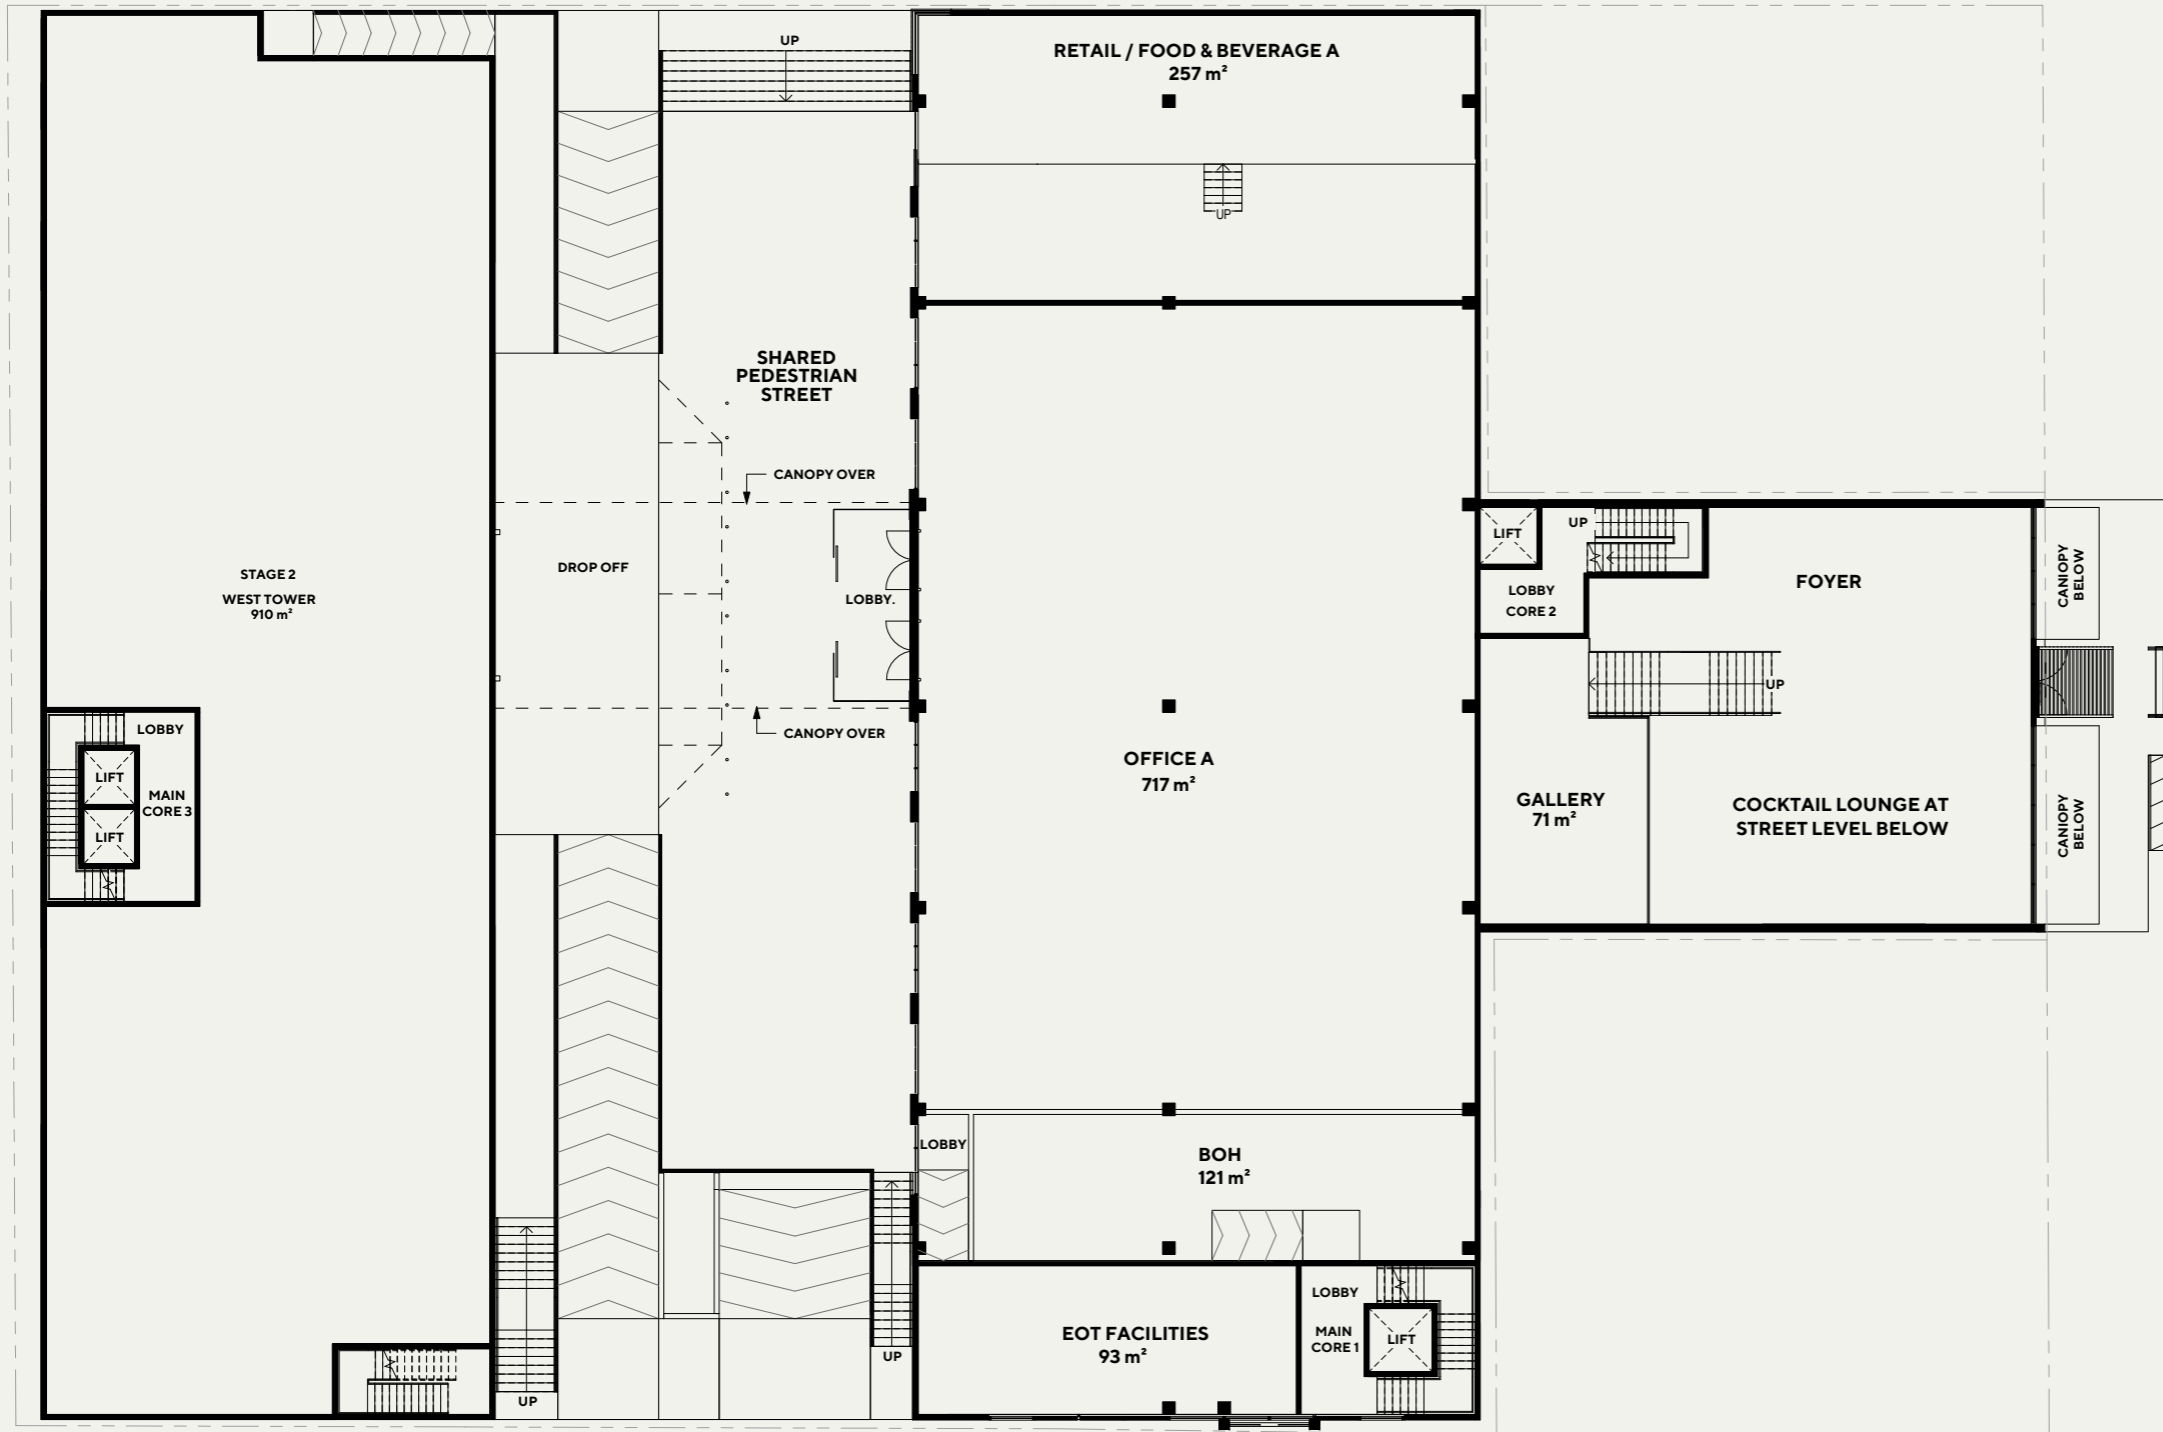 UP
RETAIL / FOOD & BEVERAGE A
257 m²
UP
SHARED
PEDESTRIAN
STREET
CANOPY OVER
LIFT
UP
STAGE 2
WEST TOWER
910 m²
DROP OFF
LOBBY.
LOBBY
CORE 2
FOYER
CANIOPY
BELOW
UP
LOBBY
LIFT
MAIN
CORE 3
LIFT
CANOPY OVER
OFFICE A
717 m²
GALLERY
71 m²
COCKTAIL LOUNGE AT
STREET LEVEL BELOW
CANIOPY
BELOW
LOBBY
BOH
121 m²
LOBBY
EOT FACILITIES
93 m²
MAIN
CORE 1
LIFT
UP
UP